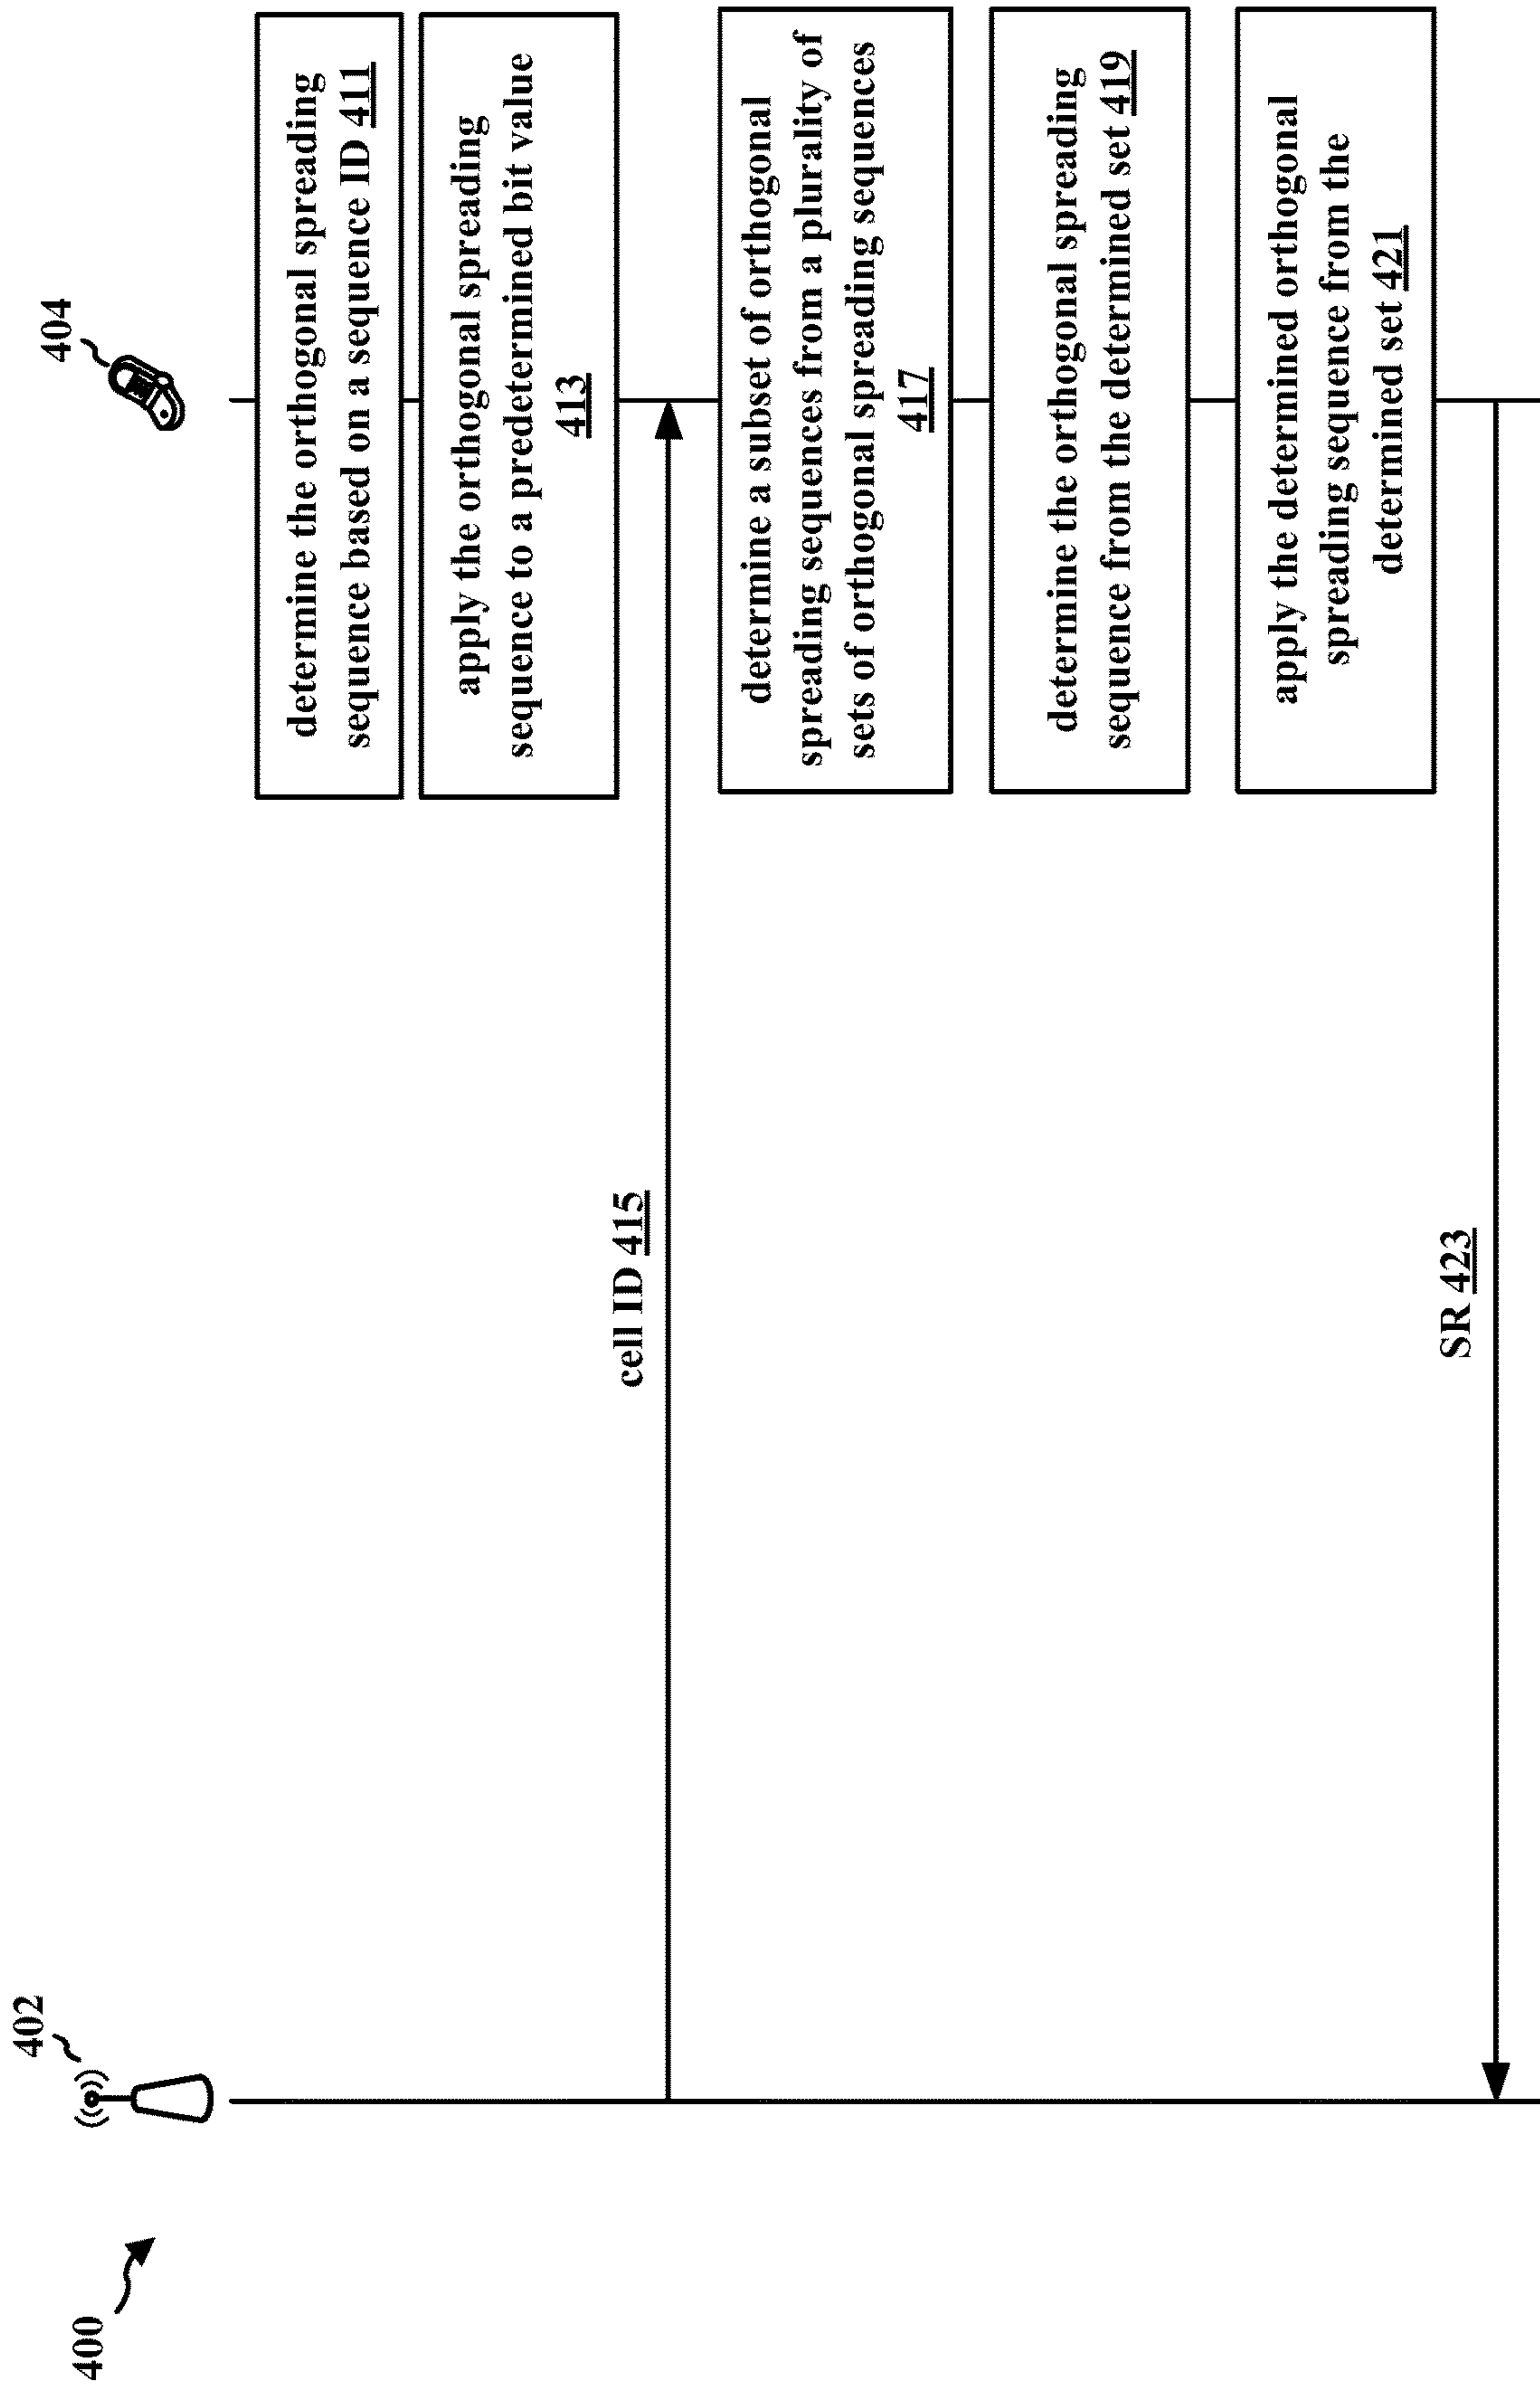 400
402
404
determine the orthogonal spreading
sequence based on a sequence ID 411
apply the orthogonal spreading
sequence to a predetermined bit value
413
cell ID 415
determine a subset of orthogonal
spreading sequences from a plurality of
sets of orthogonal spreading sequences
417
determine the orthogonal spreading
sequence from the determined set 419
apply the determined orthogonal
spreading sequence from the
determined set 421
SR 423